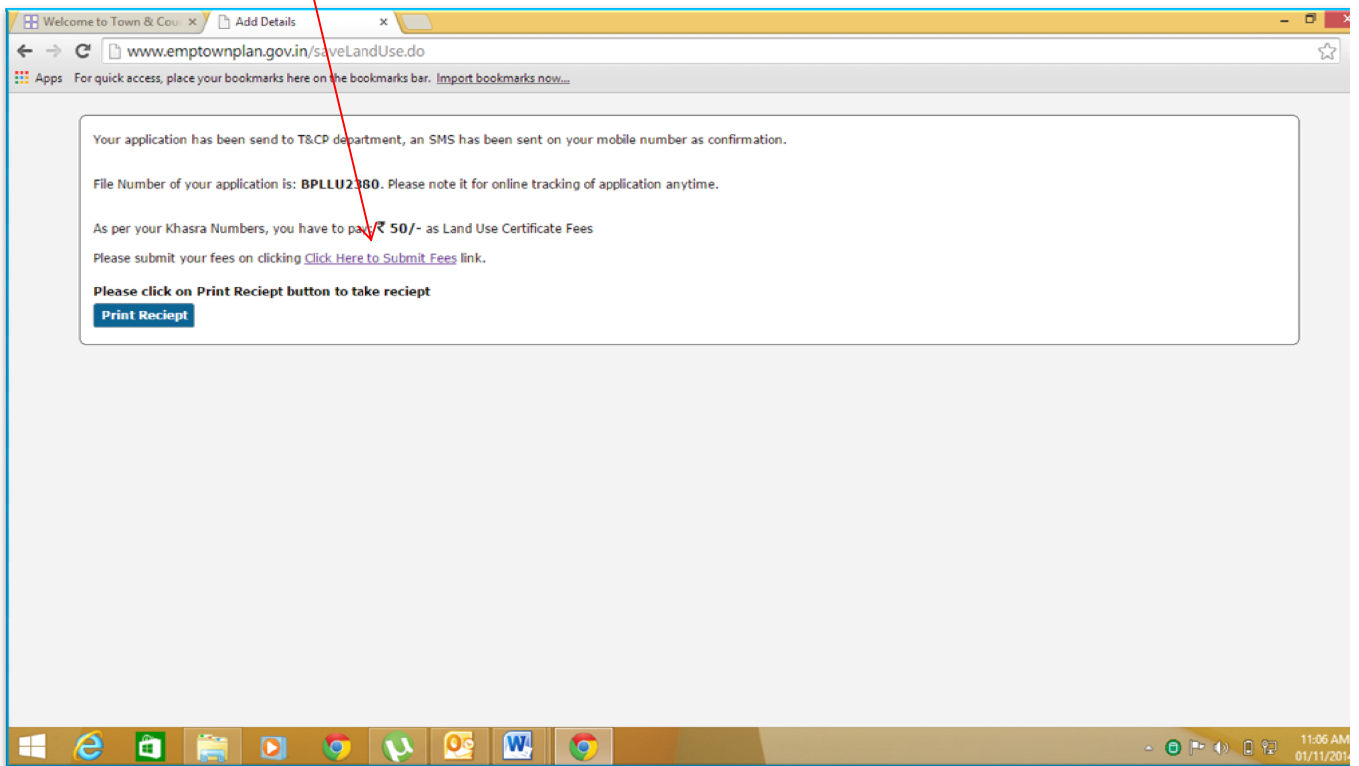 Welcome to Town & Cou
Add Details
www.emptownplan.gov.in/saveLandUse.do
Apps For quick access, place your bookmarks here on the bookmarks bar. Import bookmarks now...
Your application has been send to T&CP department, an SMS has been sent on your mobile number as confirmation.
File Number of your application is: BPLLU2380. Please note it for online tracking of application anytime.
As per your Khasra Numbers, you have to pay ₹ 50/- as Land Use Certificate Fees
Please submit your fees on clicking Click Here to Submit Fees link.
Please click on Print Reciept button to take reciept
Print Reciept
11:06 AM
01/11/2014